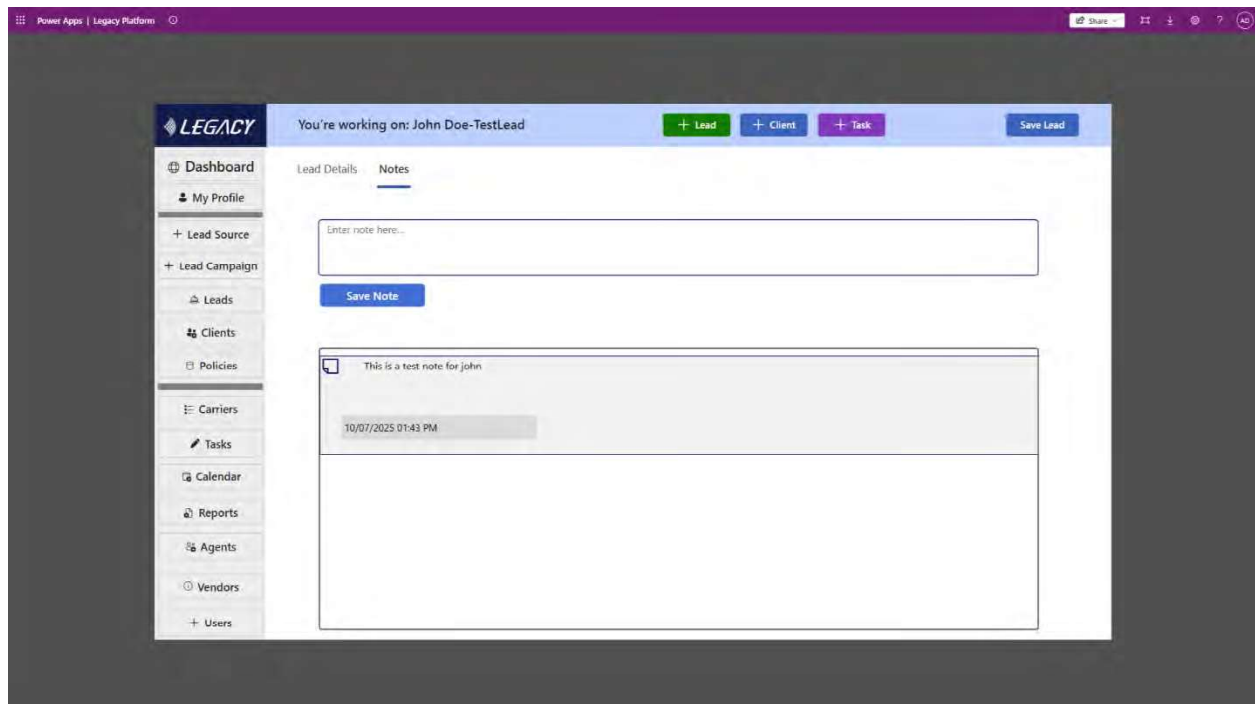 Power Apps | Legacy Platform
Share
?
AD
LEGACY
You're working on: John Doe-TestLead
+ Lead
+ Client
+ Task
Save Lead
Dashboard
My Profile
+ Lead Source
+ Lead Campaign
Leads
Clients
Policies
Carriers
Tasks
Calendar
Reports
Agents
Vendors
+ Users
Lead Details
Notes
Enter note here...
Save Note
This is a test note for john
10/07/2025 01:43 PM